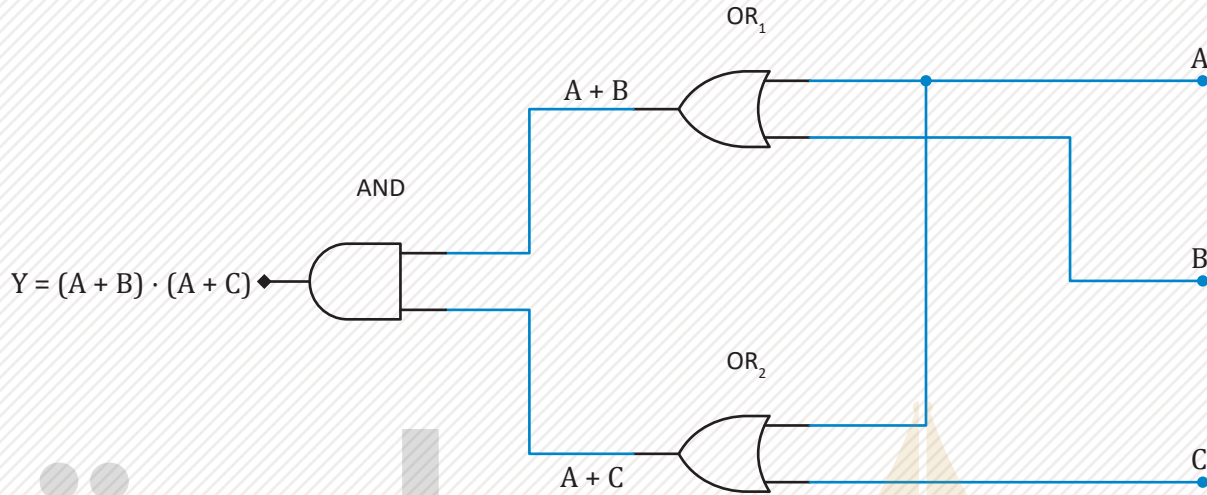 OR₁
A
A + B
AND
B
Y = (A + B) · (A + C)
OR₂
C
A + C